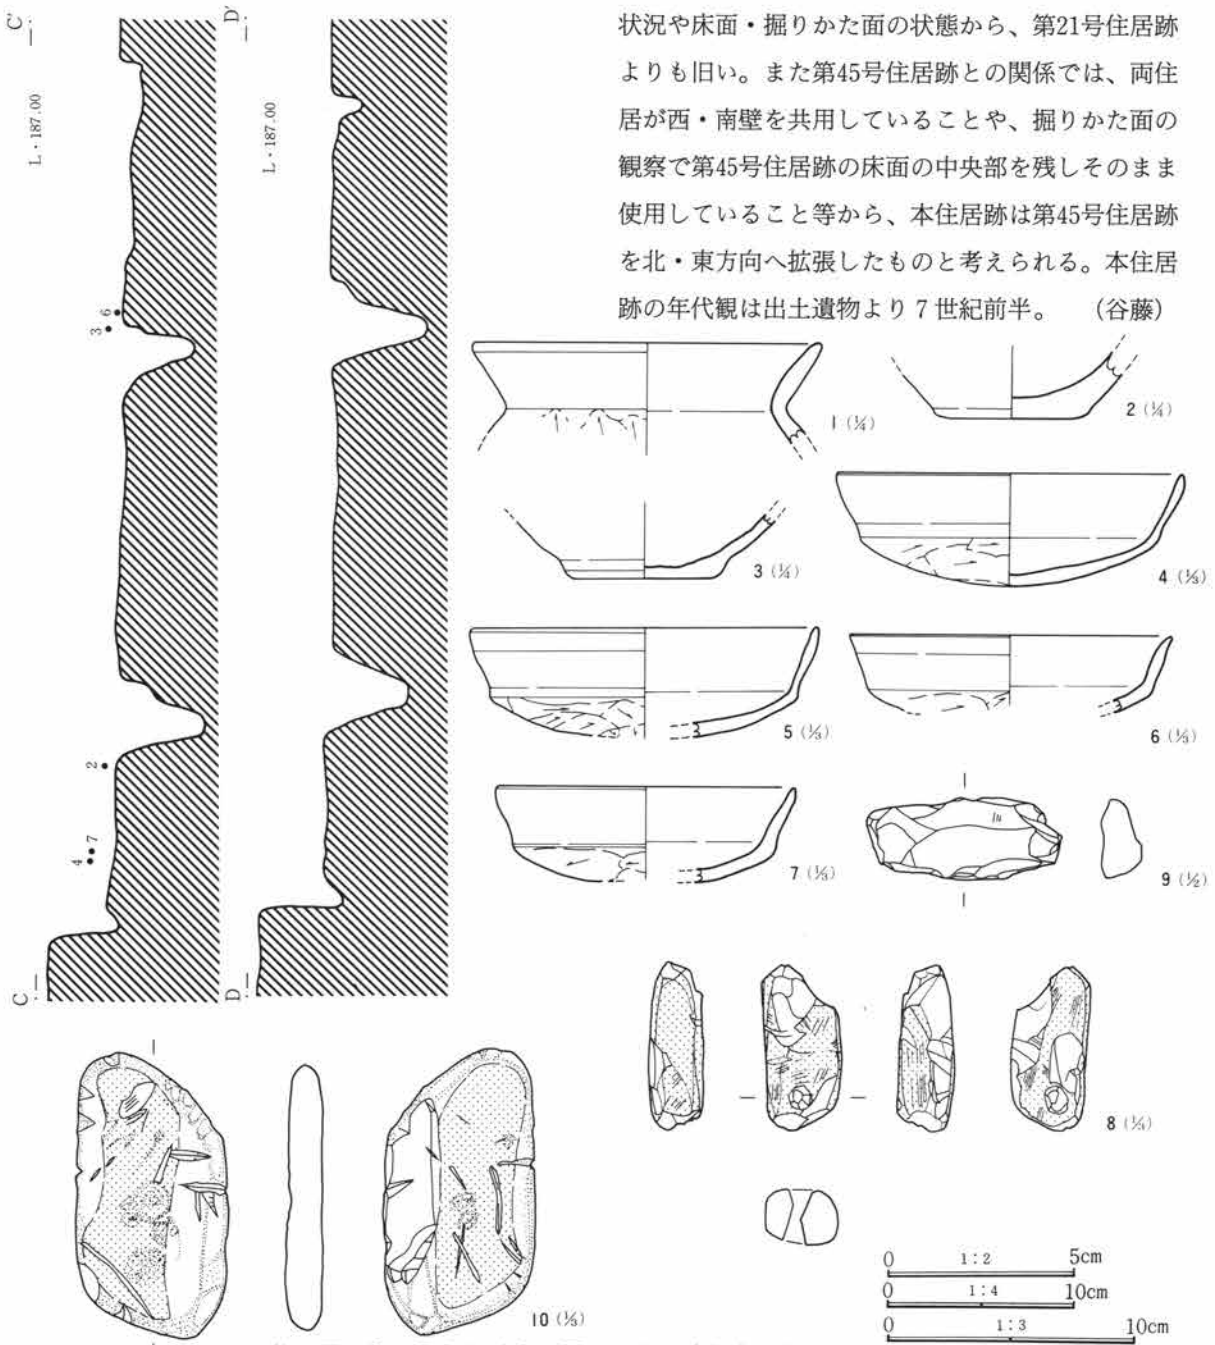 状況や床面・掘りかた面の状態から、第21号住居跡
よりも旧い。また第45号住居跡との関係では、両住
居が西・南壁を共用していることや、掘りかた面の
観察で第45号住居跡の床面の中央部を残しそのまま
使用していること等から、本住居跡は第45号住居跡
を北・東方向へ拡張したものと考えられる。本住居
跡の年代観は出土遺物より7世紀前半。　（谷藤）
C'
L・187.00
3 6
2
4 7
C
D'
L・187.00
D
1 (¼)
2 (¼)
3 (¼)
4 (⅓)
5 (⅓)
6 (⅓)
7 (⅓)
9 (½)
8 (⅓)
10 (⅓)
0 1:2 5cm
0 1:4 10cm
0 1:3 10cm